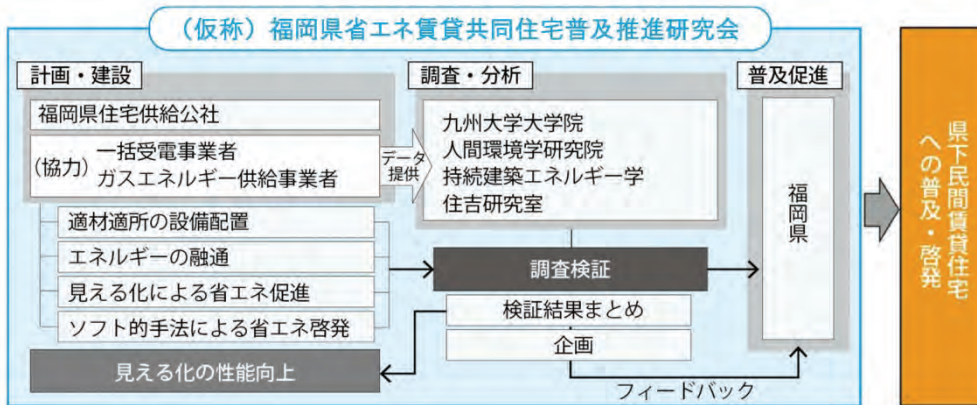 （仮称）福岡県省エネ賃貸共同住宅普及推進研究会
計画・建設
福岡県住宅供給公社
（協力）
一括受電事業者
ガスエネルギー供給事業者
適材適所の設備配置
エネルギーの融通
見える化による省エネ促進
ソフト的手法による省エネ啓発
見える化の性能向上
データ
提供
調査・分析
九州大学大学院
人間環境学研究院
持続建築エネルギー学
住吉研究室
調査検証
検証結果まとめ
企画
フィードバック
普及促進
福岡県
県下民間賃貸住宅
への普及・啓発